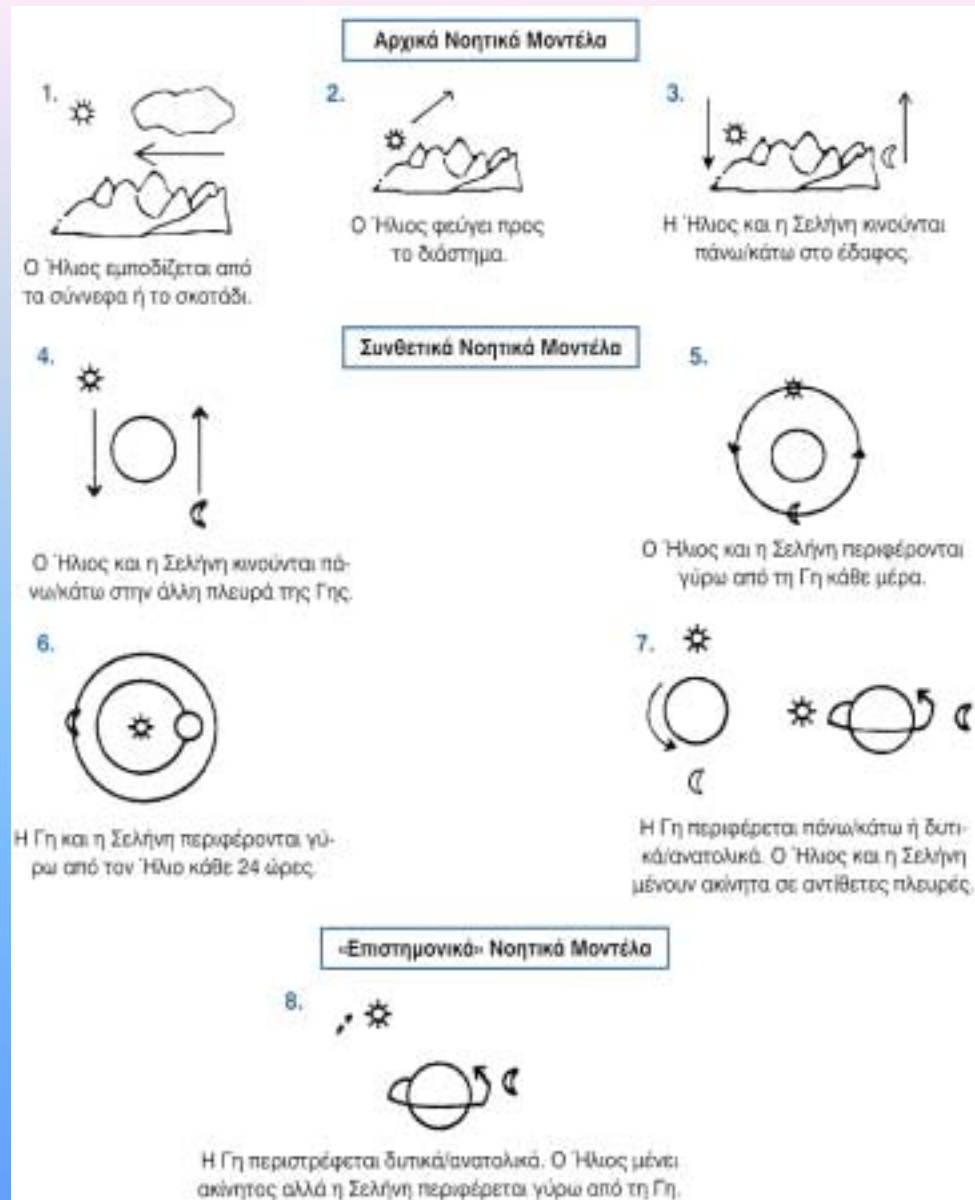 Αρχικά Νοητικά Μοντέλα
1.
2.
3.
Ο Ήλιος εμποδίζεται από
τα σύννεφα ή το σκοτάδι.
Ο Ήλιος φεύγει προς
το διάστημα.
Η Ήλιος και η Σελήνη κινούνται
πάνω/κάτω στο έδαφος.
Συνθετικά Νοητικά Μοντέλα
4.
5.
Ο Ήλιος και η Σελήνη κινούνται πά-
νω/κάτω στην άλλη πλευρά της Γης.
Ο Ήλιος και η Σελήνη περιφέρονται
γύρω από τη Γη κάθε μέρα.
6.
7.
Η Γη και η Σελήνη περιφέρονται γύ-
ρω από τον Ήλιο κάθε 24 ώρες.
Η Γη περιφέρεται πάνω/κάτω ή δυτι-
κά/ανατολικά. Ο Ήλιος και η Σελήνη
μένουν ακίνητα σε αντίθετες πλευρές.
«Επιστημονικά» Νοητικά Μοντέλα
8.
Η Γη περιστρέφεται δυτικά/ανατολικά. Ο Ήλιος μένει
ακίνητος αλλά η Σελήνη περιφέρεται γύρω από τη Γη.